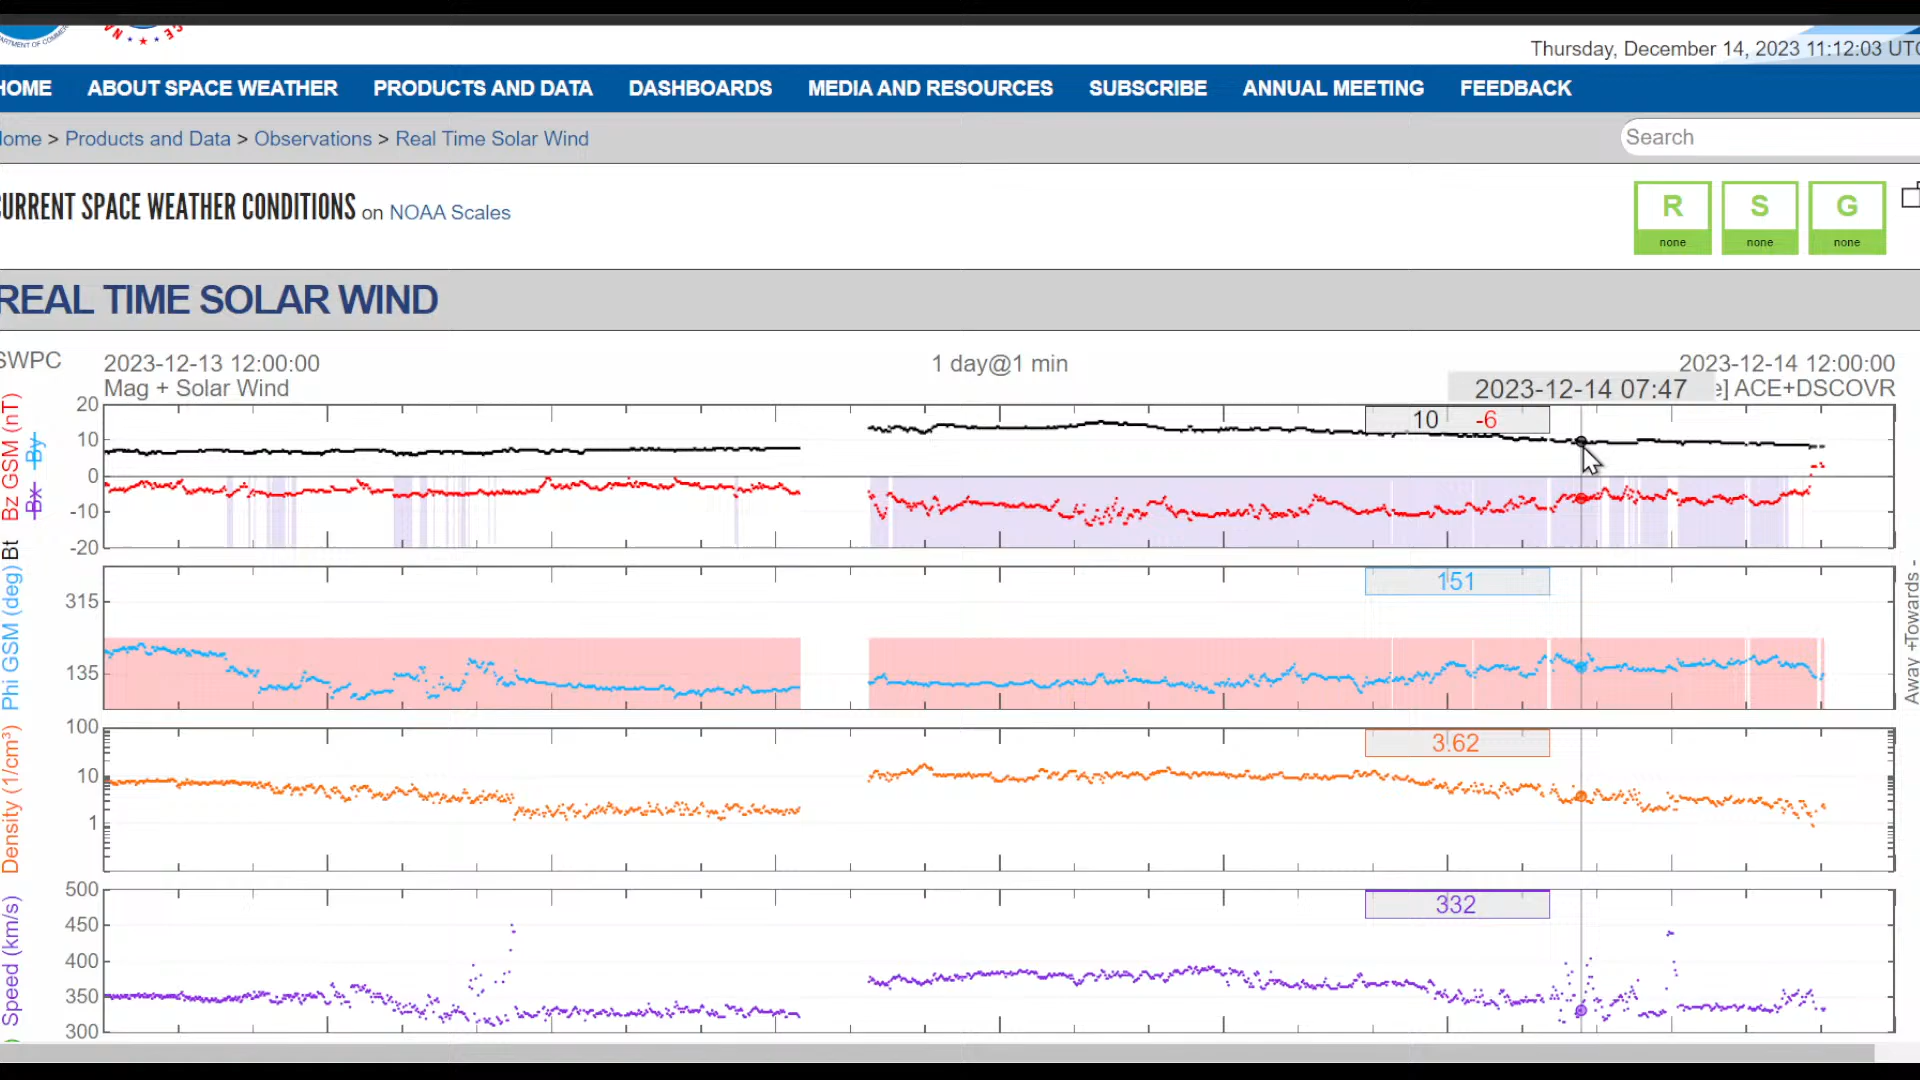 ARTMENT OF COMME
Thursday, December 14, 2023 11:12:03 UTC
HOME ABOUT SPACE WEATHER PRODUCTS AND DATA DASHBOARDS MEDIA AND RESOURCES SUBSCRIBE ANNUAL MEETING FEEDBACK
Home > Products and Data > Observations > Real Time Solar Wind
Search
CURRENT SPACE WEATHER CONDITIONS on NOAA Scales
R S G
none none none
REAL TIME SOLAR WIND
SWPC 2023-12-13 12:00:00 1 day@1 min 2023-12-14 12:00:00
Mag + Solar Wind 2023-12-14 07:47 e] ACE+DSCOVR
Bt Bz GSM (nT)
Bx By
20
10
0
-10
-20
10 -6
Phi GSM (deg)
315
135
151
Away + Towards -
Density (1/cm³)
100
10
1
3.62
Speed (km/s)
500
450
400
350
300
332